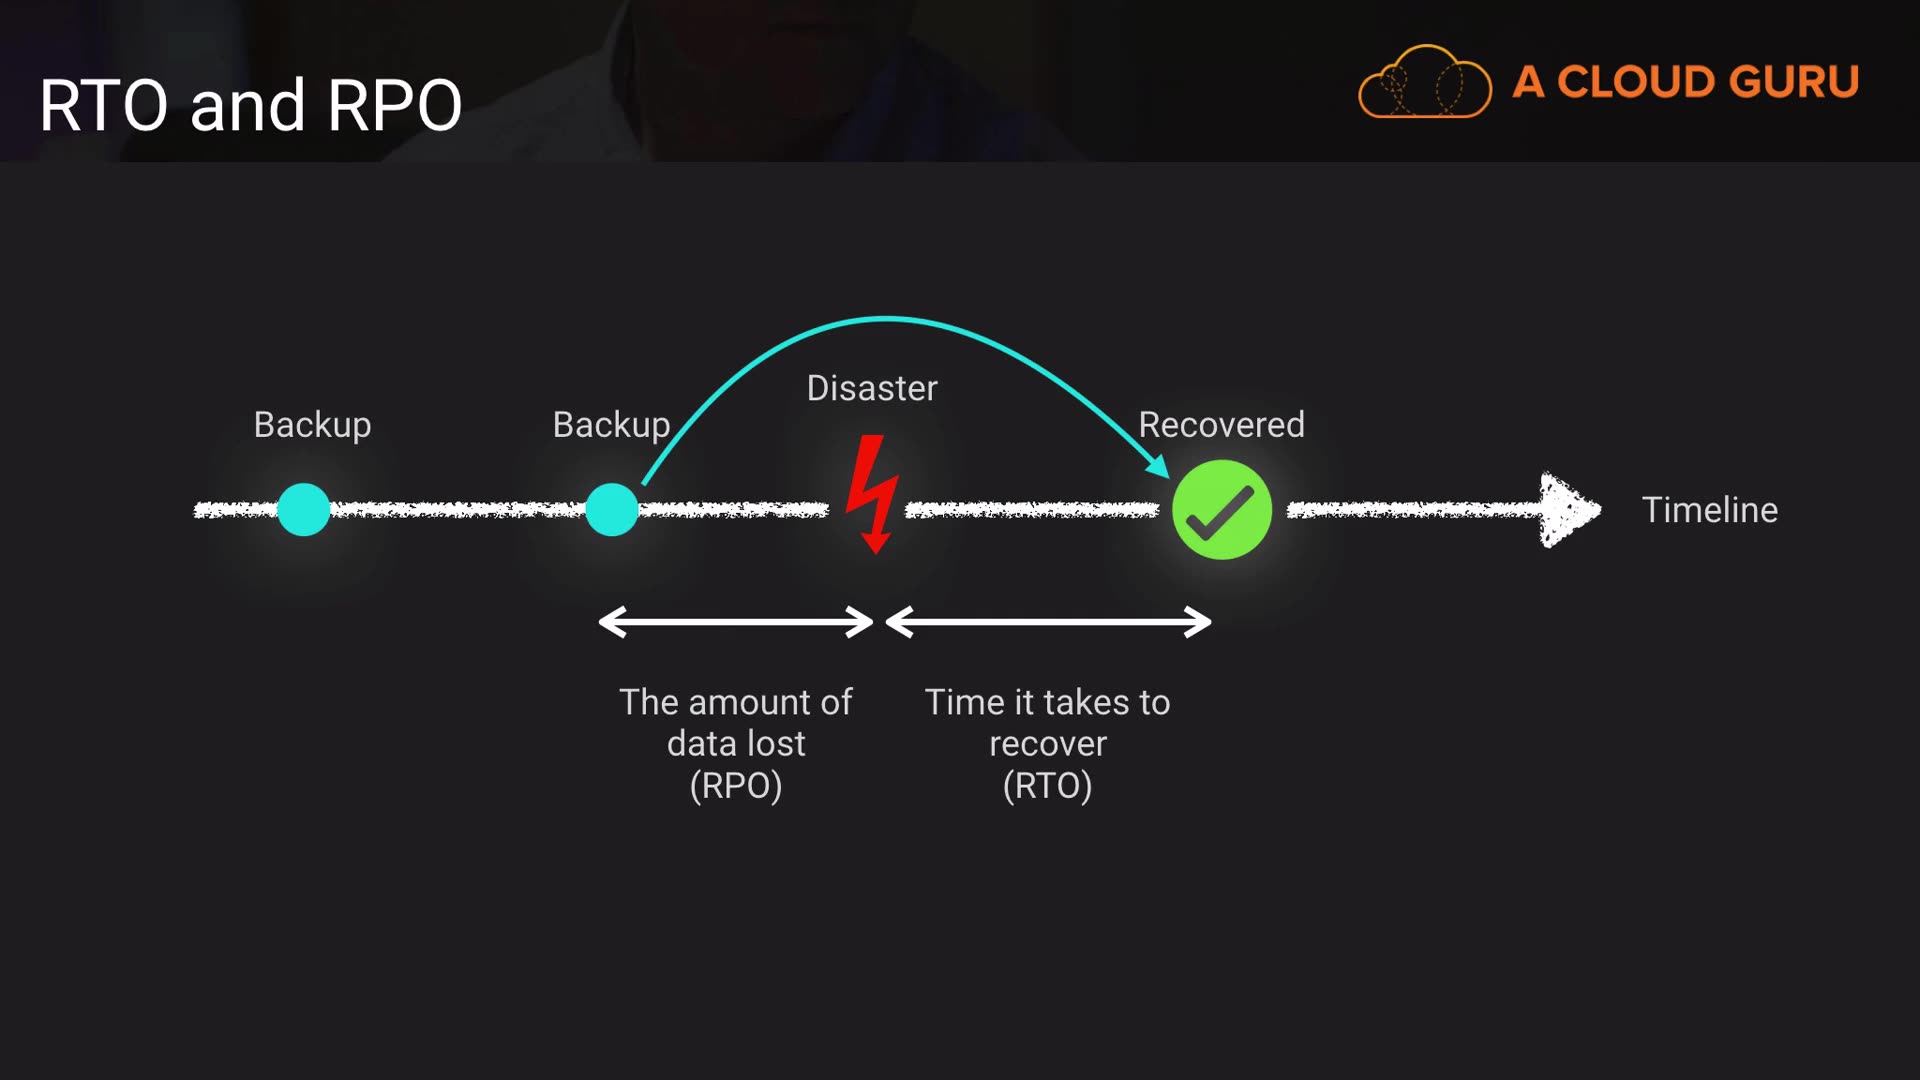 RTO and RPO
A CLOUD GURU
Disaster
Backup
Backup
Recovered
Timeline
The amount of
data lost
(RPO)
Time it takes to
recover
(RTO)